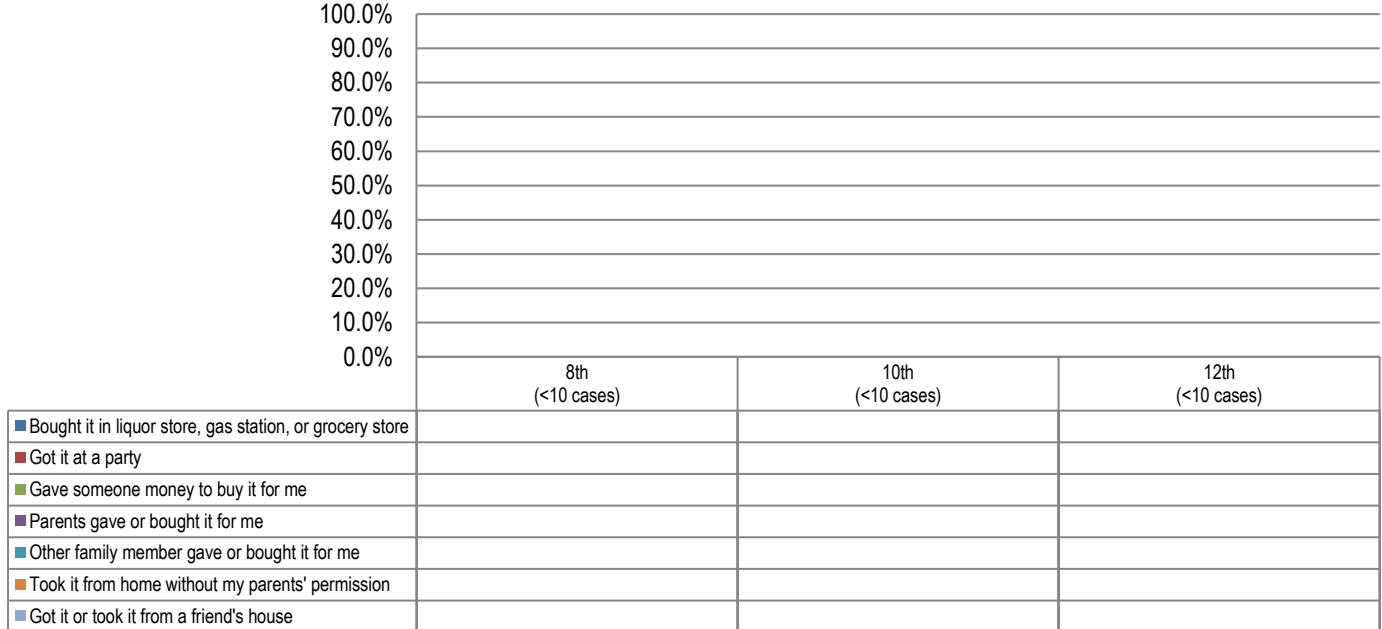 100.0%
90.0%
80.0%
70.0%
60.0%
50.0%
40.0%
30.0%
20.0%
10.0%
0.0%
8th 10th 12th
(<10 cases) (<10 cases) (<10 cases)
Bought it in liquor store, gas station, or grocery store
Got it at a party
Gave someone money to buy it for me
Parents gave or bought it for me
Other family member gave or bought it for me
Took it from home without my parents' permission
Got it or took it from a friend's house